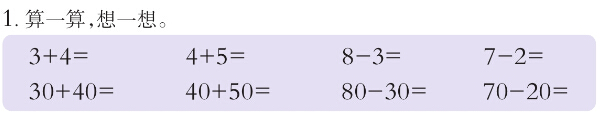 1. 算一算,想一想。
3+4= 4+5= 8−3= 7−2=
30+40= 40+50= 80−30= 70−20=